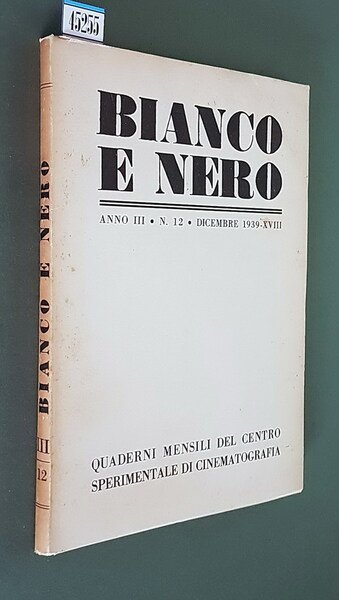 45255
BIANCO
E NERO
ANNO III • N. 12 • DICEMBRE 1939-XVIII
QUADERNI MENSILI DEL CENTRO
SPERIMENTALE DI CINEMATOGRAFIA
BIANCO E NERO
III
12